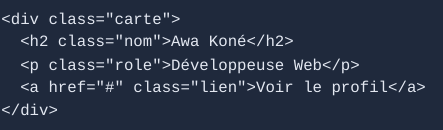 <div class="carte">
  <h2 class="nom">Awa Koné</h2>
  <p class="role">Développeuse Web</p>
  <a href="#" class="lien">Voir le profil</a>
</div>